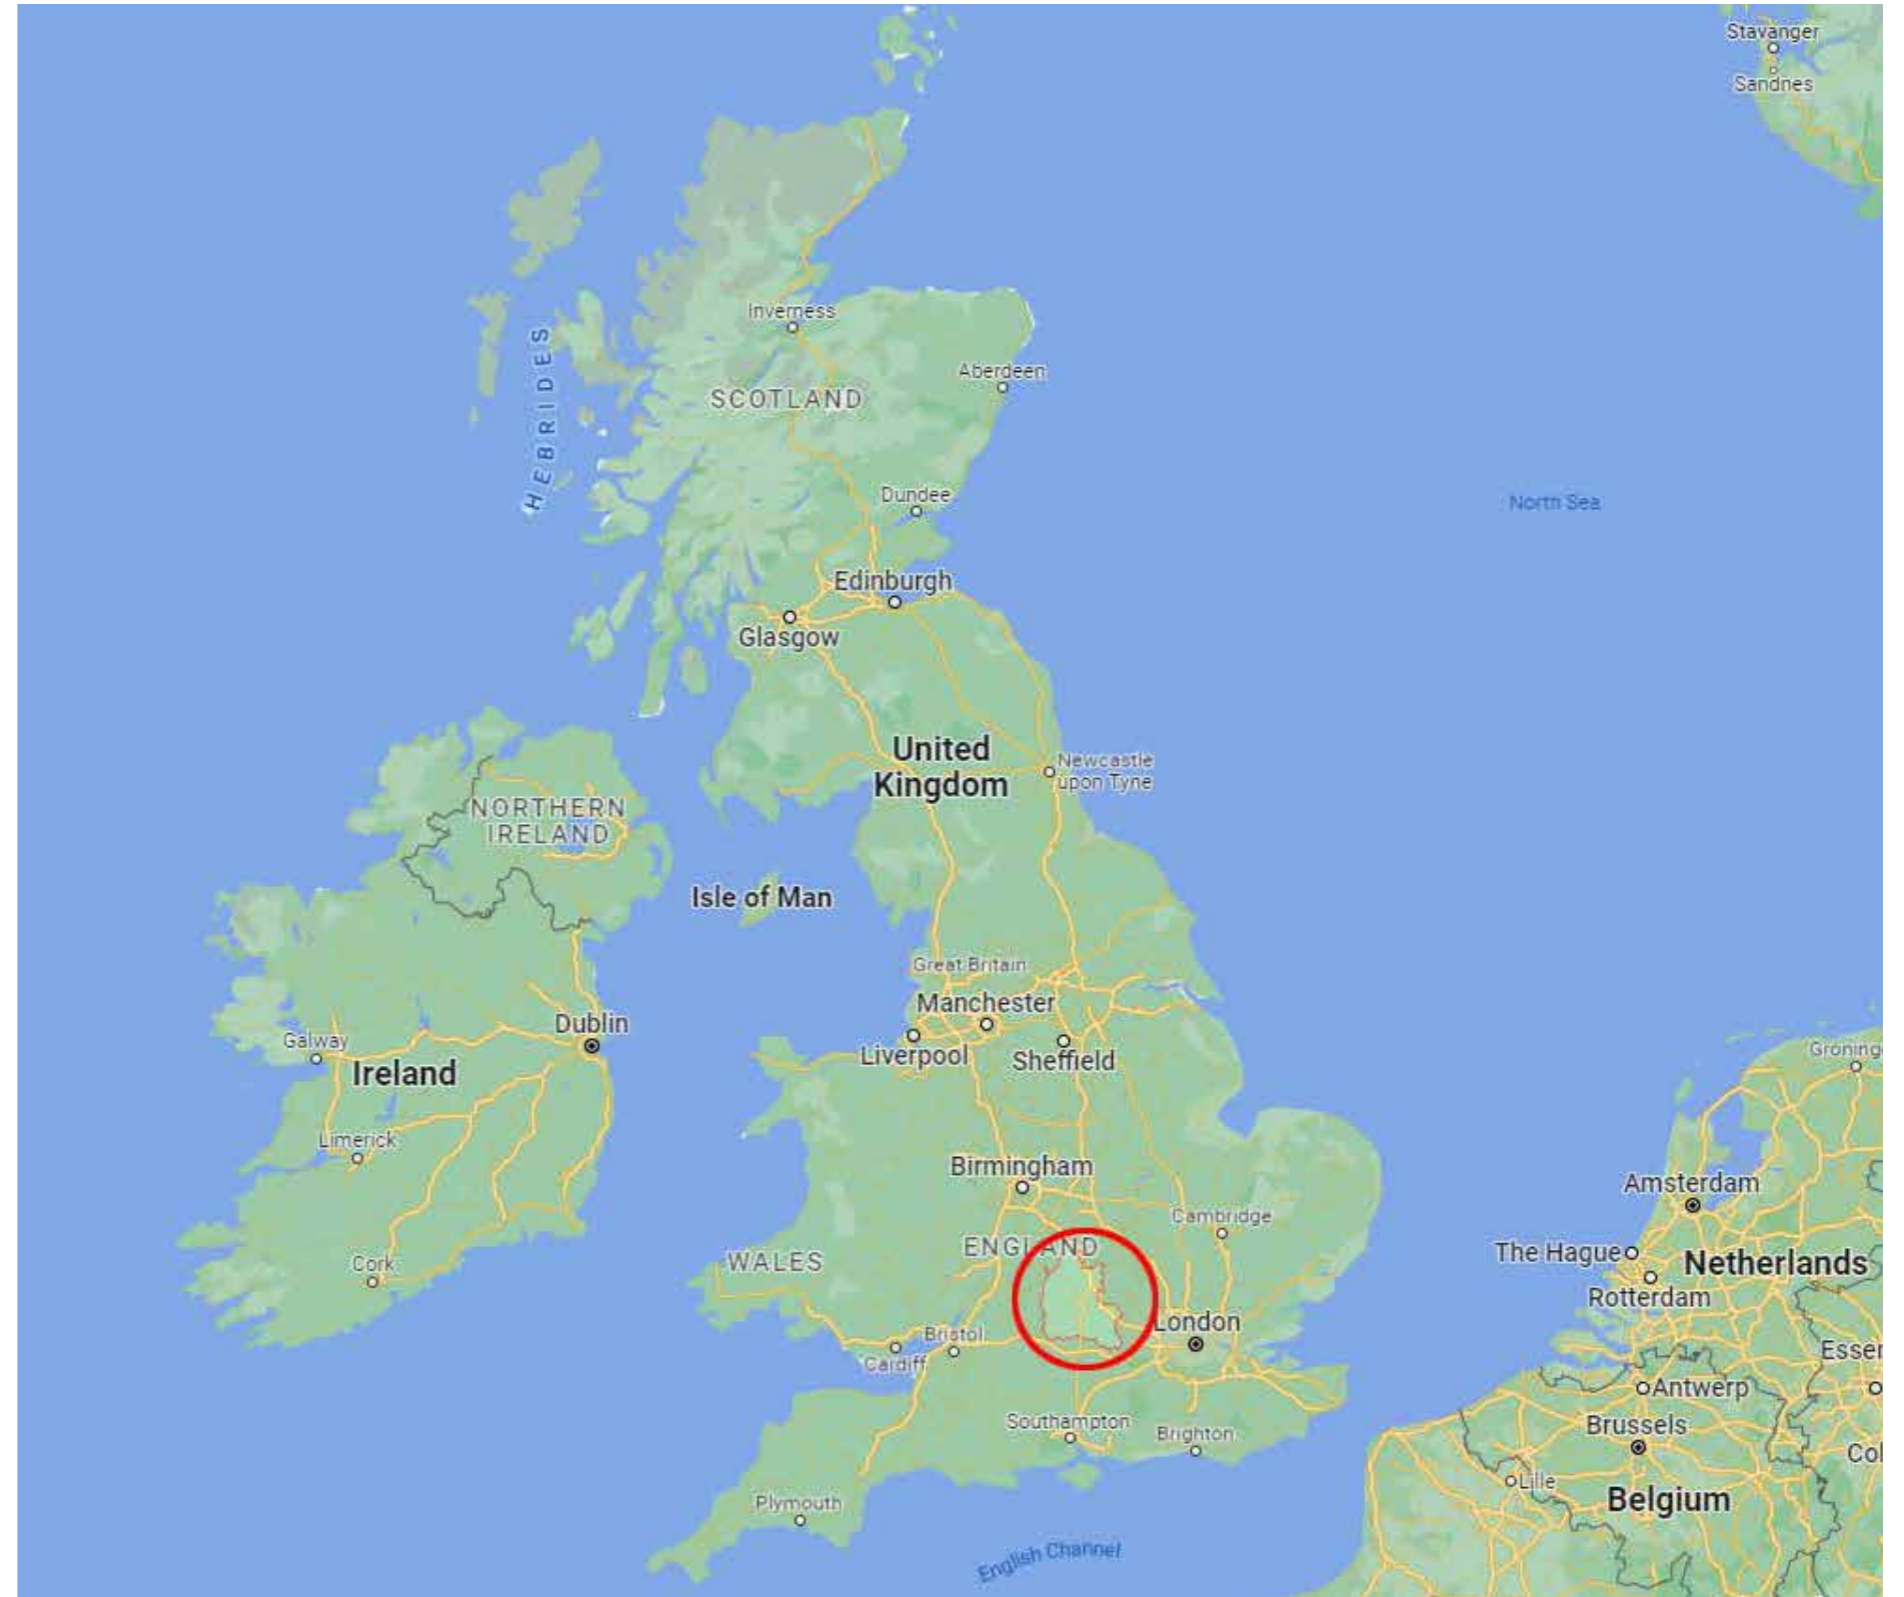 Stavanger
Sandnes
Inverness
Aberdeen
SCOTLAND
HEBRIDES
Dundee
North Sea
Edinburgh
Glasgow
United
Kingdom
Newcastle
upon Tyne
NORTHERN
IRELAND
Isle of Man
Great Britain
Manchester
Dublin
Galway
Liverpool
Sheffield
Ireland
Groning
Limerick
Birmingham
Amsterdam
Cambridge
ENGLAND
WALES
The Hague
Netherlands
Cork
Rotterdam
London
Bristol
Cardiff
Esser
Antwerp
Southampton
Brighton
Brussels
Col
Lille
Plymouth
Belgium
English Channel